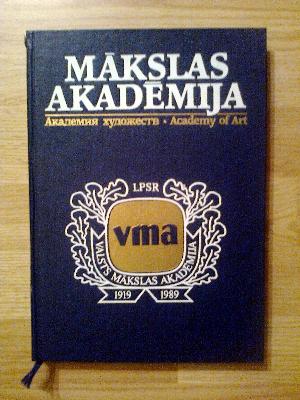 MĀKSLAS
AKADĒMIJA
Академия художеств • Academy of Art
LPSR
vma
VALSTS MĀKSLAS AKADĒMIJA
1919 1989